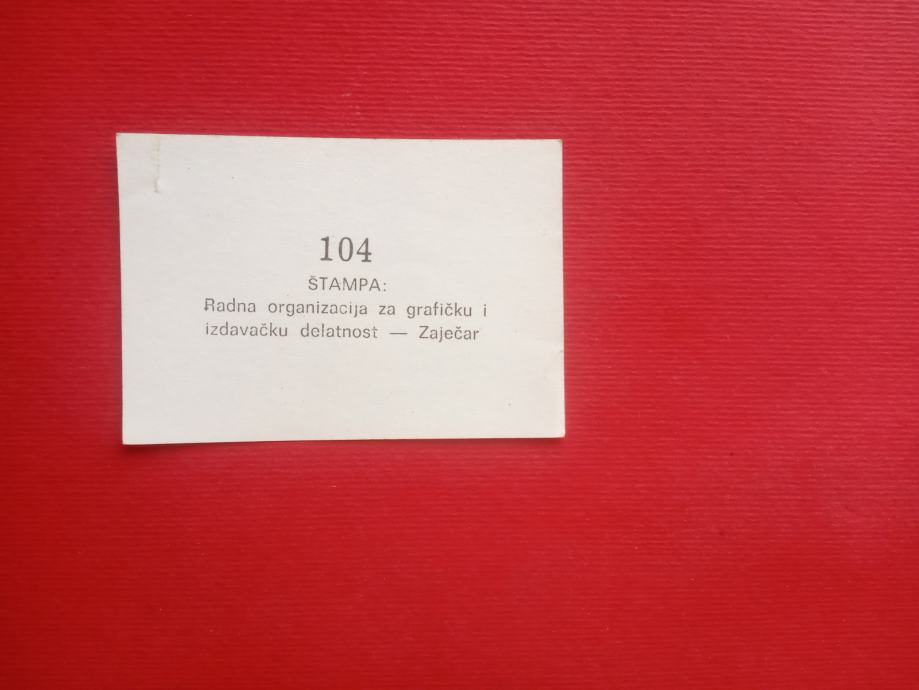 104
ŠTAMPA:
Radna organizacija za grafičku i
izdavačku delatnost — Zaječar